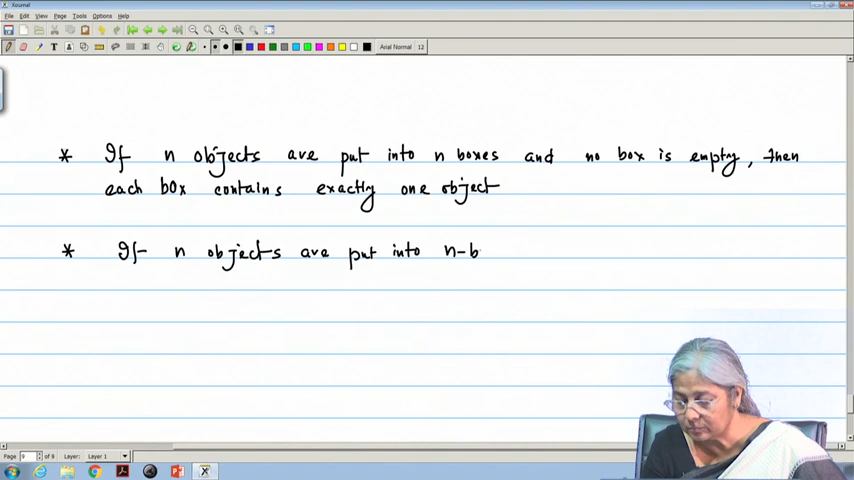 Xournal
File Edit View Page Tools Options Help
Arial Normal 12
* If n objects are put into n boxes and no box is empty, then
each box contains exactly one object
* If n objects are put into n-b
Page 9 of 9 Layer: Layer 1